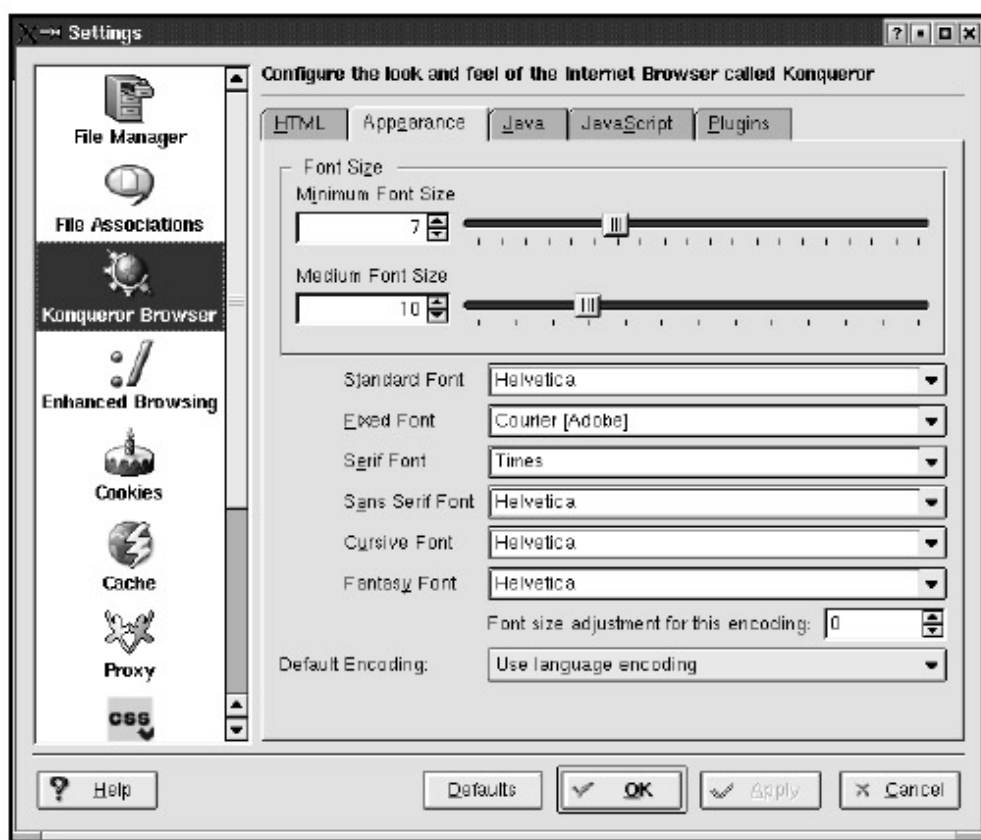 Settings
Configure the look and feel of the Internet Browser called Konqueror
File Manager
File Associations
Konqueror Browser
Enhanced Browsing
Cookies
Cache
Proxy
css
HTML
Appearance
Java
JavaScript
Plugins
Font Size
Minimum Font Size
7
Medium Font Size
10
Standard Font
Helvetica
Fixed Font
Courier [Adobe]
Serif Font
Times
Sans Serif Font
Helvetica
Cursive Font
Helvetica
Fantasy Font
Helvetica
Font size adjustment for this encoding:
0
Default Encoding:
Use language encoding
? Help
Defaults
OK
Apply
Cancel